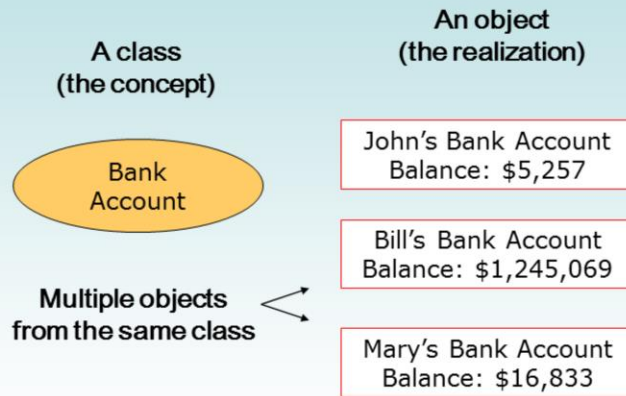 A class
(the concept)
An object
(the realization)
Bank
Account
John's Bank Account
Balance: $5,257
Bill's Bank Account
Balance: $1,245,069
Multiple objects
from the same class
Mary's Bank Account
Balance: $16,833